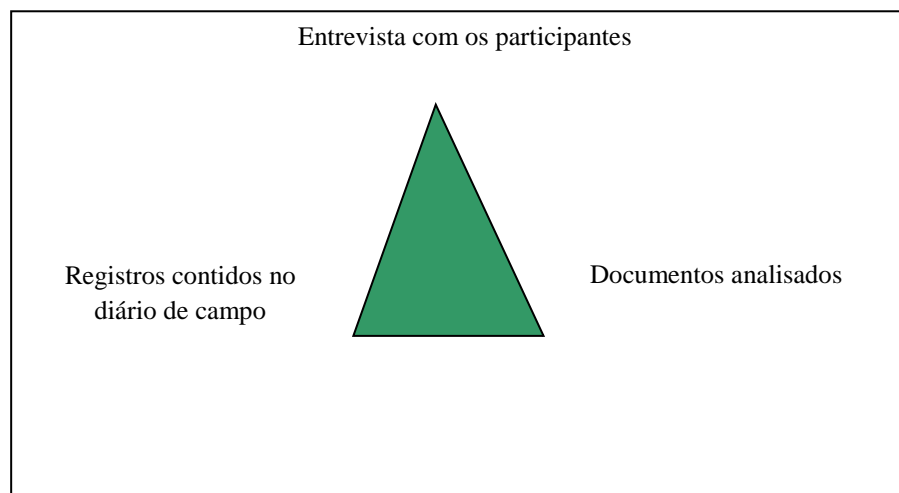 Entrevista com os participantes
Registros contidos no
diário de campo
Documentos analisados